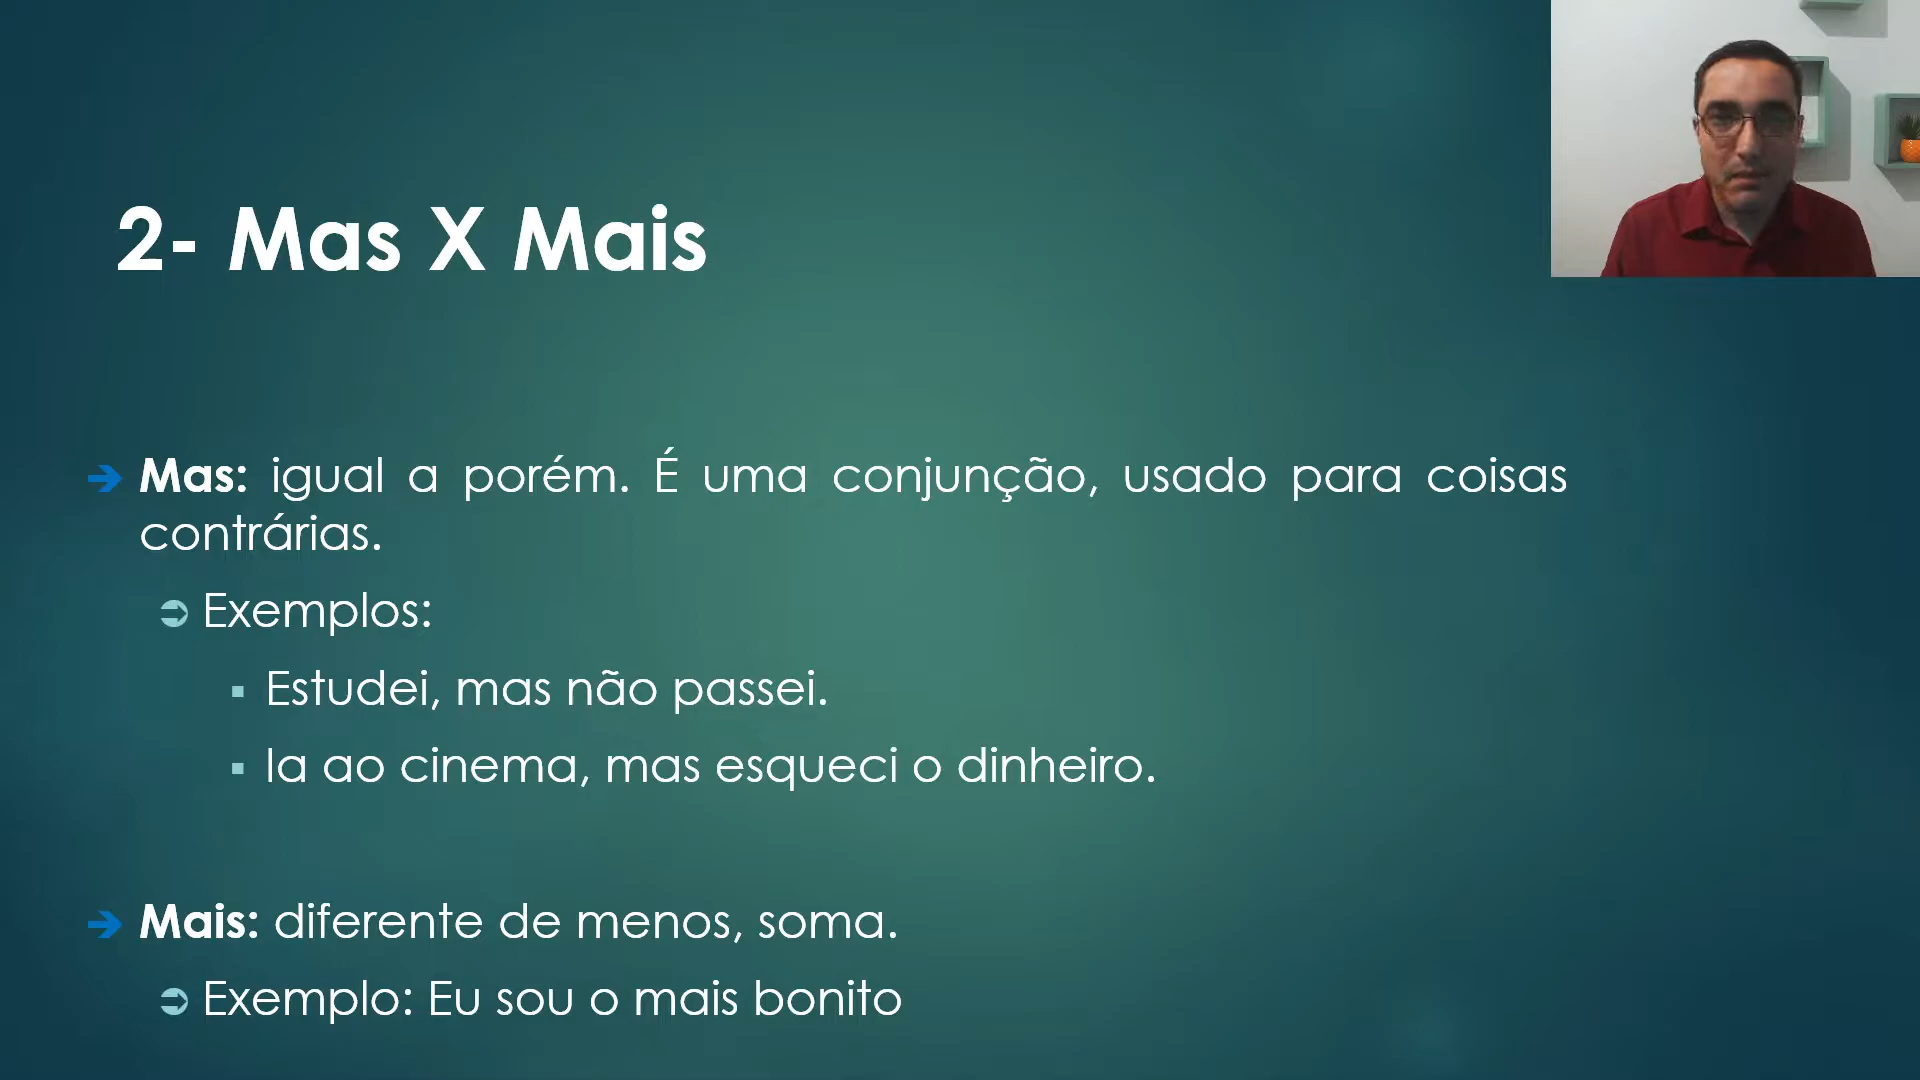 2- Mas X Mais
Mas: igual a porém. É uma conjunção, usado para coisas
contrárias.
Exemplos:
Estudei, mas não passei.
Ia ao cinema, mas esqueci o dinheiro.
Mais: diferente de menos, soma.
Exemplo: Eu sou o mais bonito